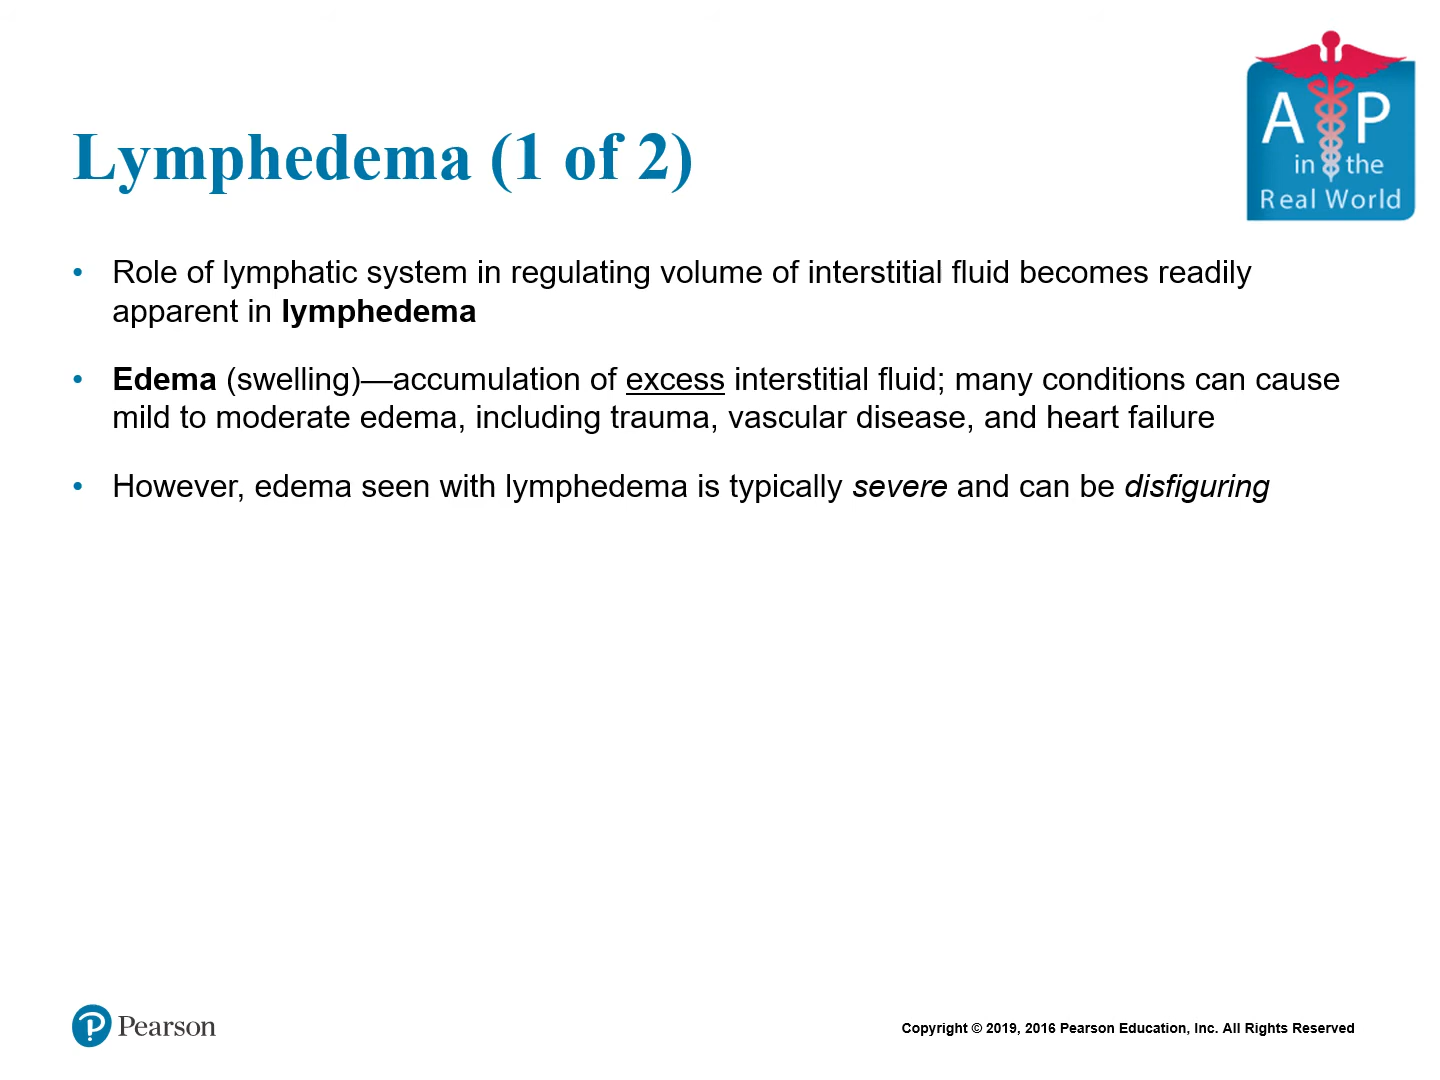 A P
in the
Real World
Lymphedema (1 of 2)
• Role of lymphatic system in regulating volume of interstitial fluid becomes readily
apparent in lymphedema
• Edema (swelling)—accumulation of excess interstitial fluid; many conditions can cause
mild to moderate edema, including trauma, vascular disease, and heart failure
• However, edema seen with lymphedema is typically severe and can be disfiguring
P Pearson
Copyright © 2019, 2016 Pearson Education, Inc. All Rights Reserved